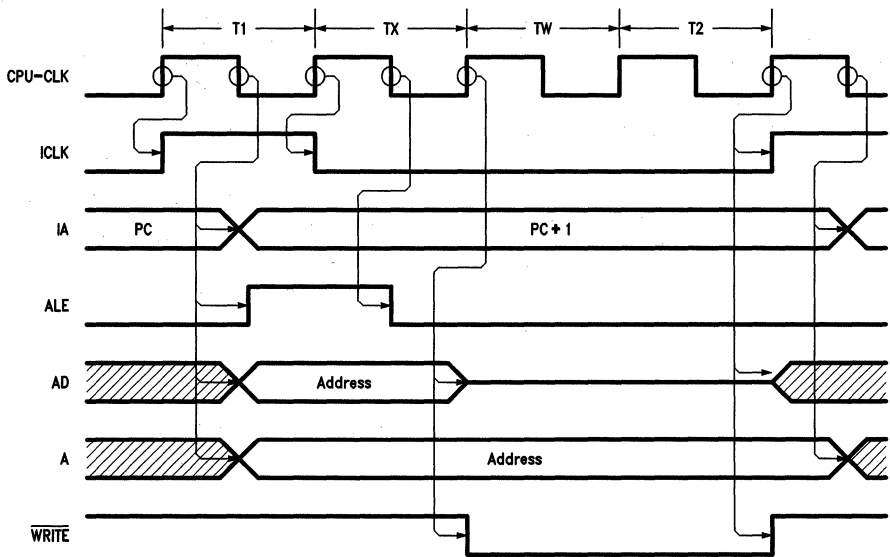 T1 TX TW T2
CPU-CLK
ICLK
IA PC PC + 1
ALE
AD Address
A Address
WRITE